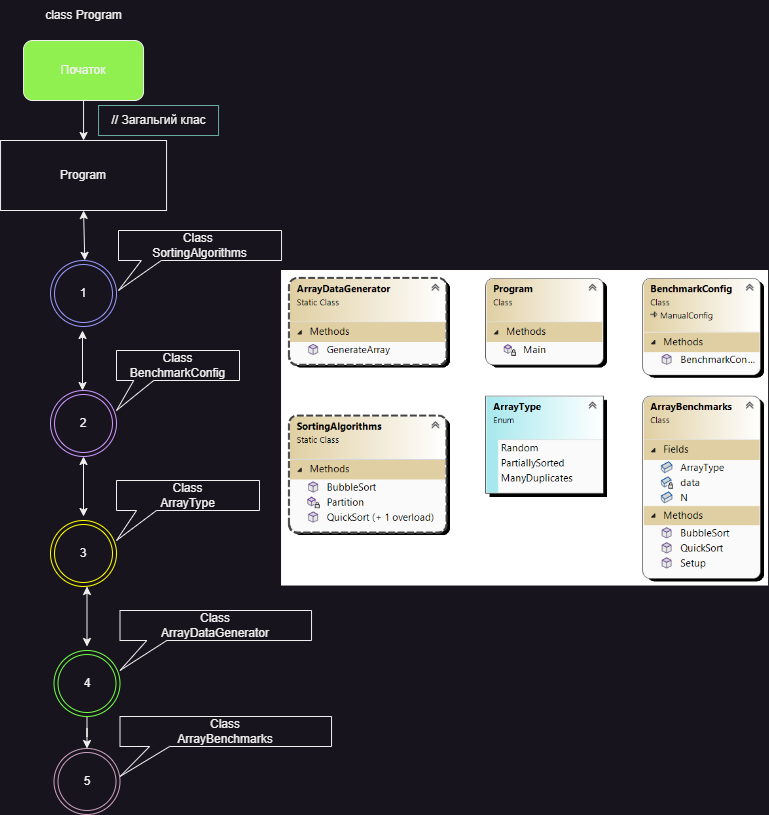 class Program
Початок
// Загальгий клас
Program
Class
SortingAlgorithms
1
Class
BenchmarkConfig
2
Class
ArrayType
3
Class
ArrayDataGenerator
4
Class
ArrayBenchmarks
5
ArrayDataGenerator
Static Class
Methods
GenerateArray
Program
Class
Methods
Main
BenchmarkConfig
Class
ManualConfig
Methods
BenchmarkCon...
SortingAlgorithms
Static Class
Methods
BubbleSort
Partition
QuickSort (+ 1 overload)
ArrayType
Enum
Random
PartiallySorted
ManyDuplicates
ArrayBenchmarks
Class
Fields
ArrayType
data
N
Methods
BubbleSort
QuickSort
Setup